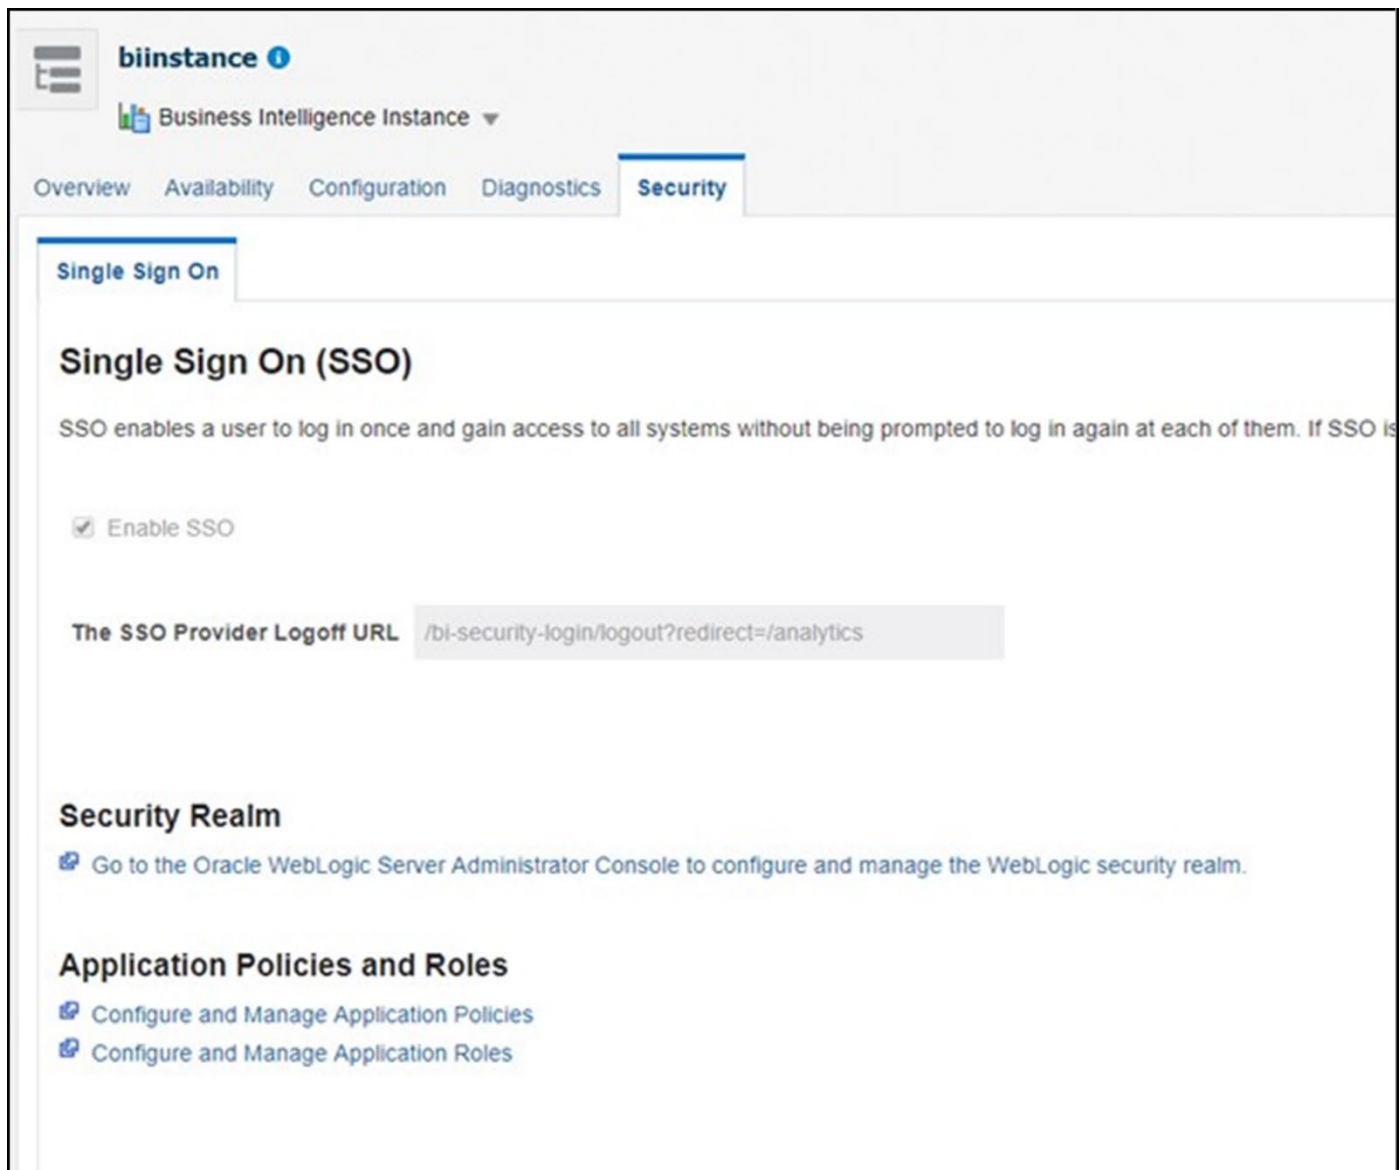 biinstance
Business Intelligence Instance
Overview Availability Configuration Diagnostics Security
Single Sign On
Single Sign On (SSO)
SSO enables a user to log in once and gain access to all systems without being prompted to log in again at each of them. If SSO is
Enable SSO
The SSO Provider Logoff URL /bi-security-login/logout?redirect=/analytics
Security Realm
Go to the Oracle WebLogic Server Administrator Console to configure and manage the WebLogic security realm.
Application Policies and Roles
Configure and Manage Application Policies
Configure and Manage Application Roles